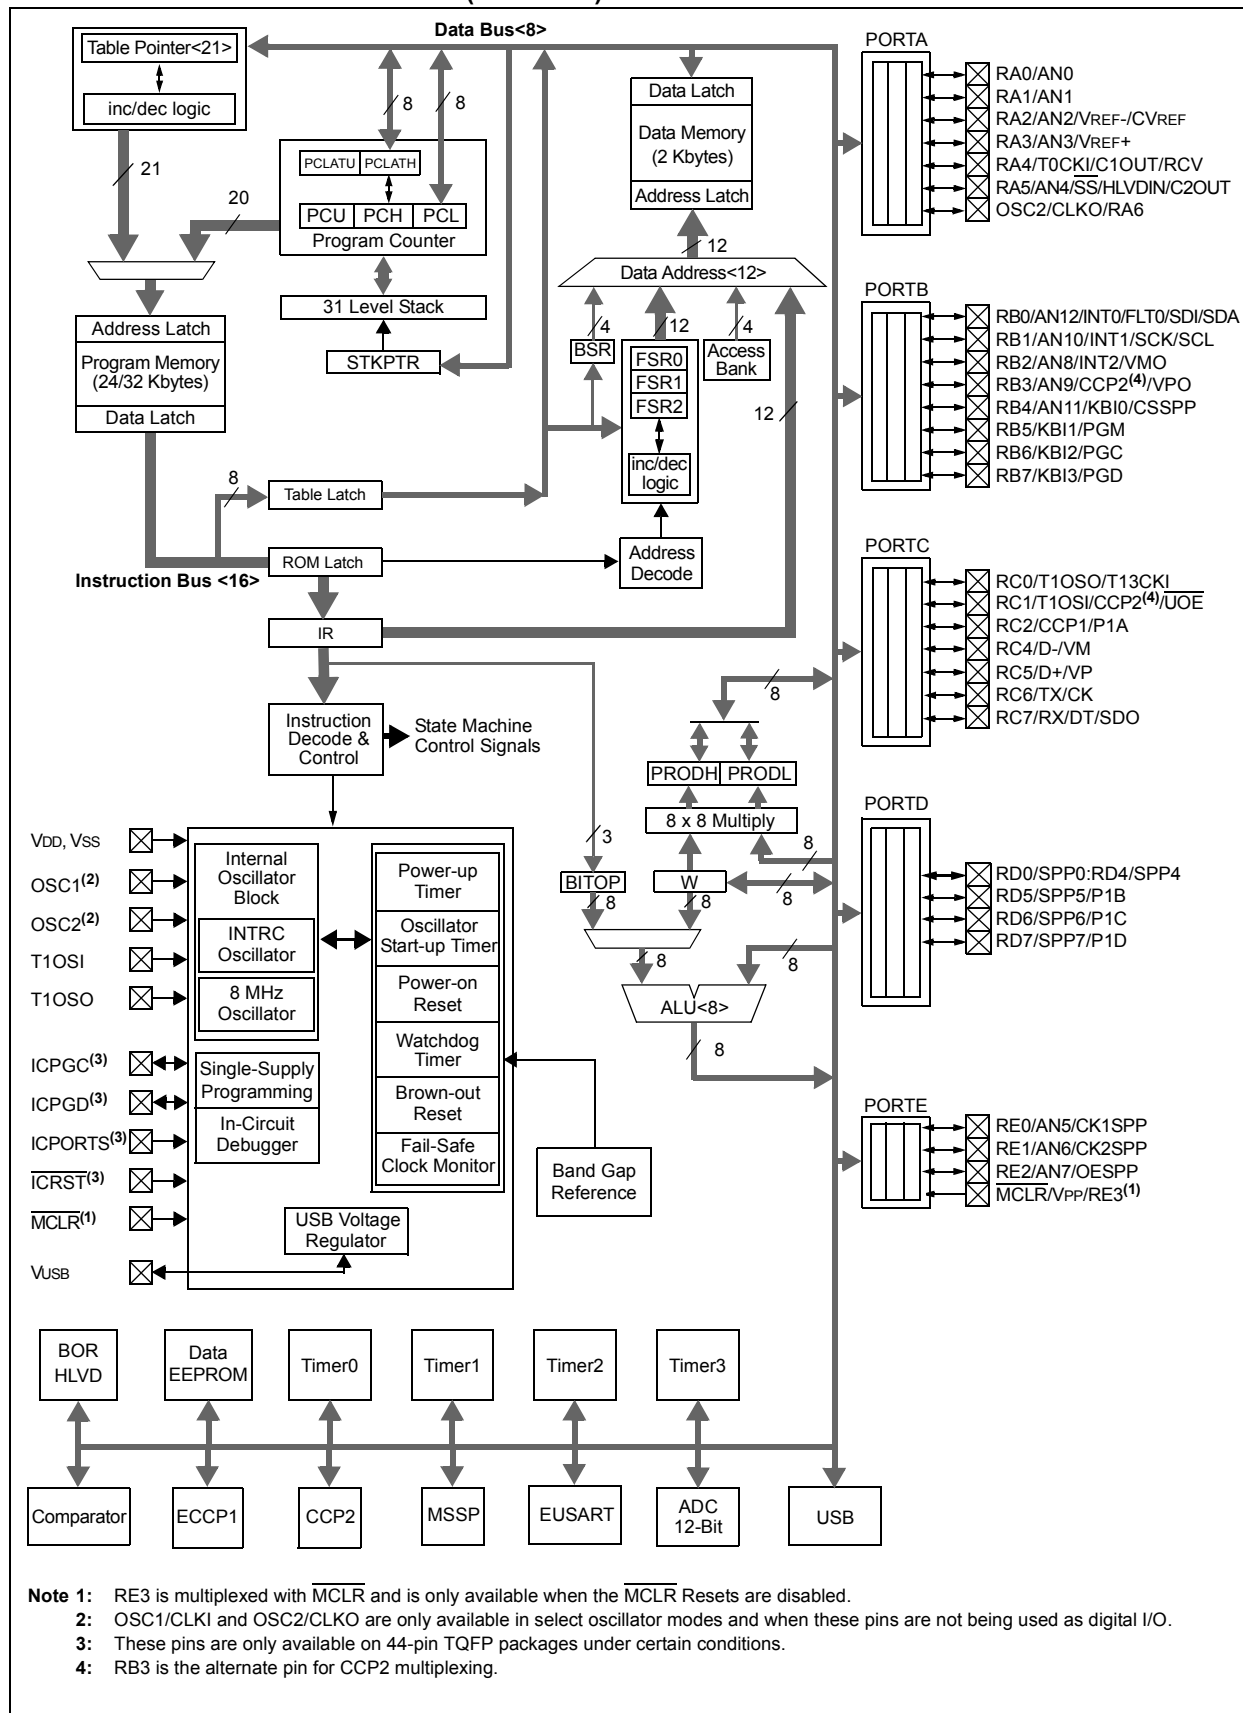 Data Bus<8>
Table Pointer<21>
inc/dec logic
21
20
8
8
PCLATU
PCLATH
PCU
PCH
PCL
Program Counter
31 Level Stack
STKPTR
Address Latch
Program Memory
(24/32 Kbytes)
Data Latch
8
Table Latch
ROM Latch
Instruction Bus <16>
IR
Data Latch
Data Memory
(2 Kbytes)
Address Latch
12
Data Address<12>
4
12
4
BSR
FSR0
FSR1
FSR2
inc/dec
logic
Access
Bank
12
Address
Decode
Instruction
Decode &
Control
State Machine
Control Signals
8
PRODH
PRODL
8 x 8 Multiply
3
8
BITOP
W
8
8
8
8
8
ALU<8>
8
VDD, VSS
OSC1(2)
OSC2(2)
T1OSI
T1OSO
ICPGC(3)
ICPGD(3)
ICPORTS(3)
ICRST(3)
MCLR(1)
VUSB
Internal
Oscillator
Block
INTRC
Oscillator
8 MHz
Oscillator
Single-Supply
Programming
In-Circuit
Debugger
Power-up
Timer
Oscillator
Start-up Timer
Power-on
Reset
Watchdog
Timer
Brown-out
Reset
Fail-Safe
Clock Monitor
USB Voltage
Regulator
Band Gap
Reference
PORTA
RA0/AN0
RA1/AN1
RA2/AN2/VREF-/CVREF
RA3/AN3/VREF+
RA4/T0CKI/C1OUT/RCV
RA5/AN4/SS/HLVDIN/C2OUT
OSC2/CLKO/RA6
PORTB
RB0/AN12/INT0/FLT0/SDI/SDA
RB1/AN10/INT1/SCK/SCL
RB2/AN8/INT2/VMO
RB3/AN9/CCP2(4)/VPO
RB4/AN11/KBI0/CSSPP
RB5/KBI1/PGM
RB6/KBI2/PGC
RB7/KBI3/PGD
PORTC
RC0/T1OSO/T13CKI
RC1/T1OSI/CCP2(4)/UOE
RC2/CCP1/P1A
RC4/D-/VM
RC5/D+/VP
RC6/TX/CK
RC7/RX/DT/SDO
PORTD
RD0/SPP0:RD4/SPP4
RD5/SPP5/P1B
RD6/SPP6/P1C
RD7/SPP7/P1D
PORTE
RE0/AN5/CK1SPP
RE1/AN6/CK2SPP
RE2/AN7/OESPP
MCLR/VPP/RE3(1)
BOR
HLVD
Data
EEPROM
Timer0
Timer1
Timer2
Timer3
Comparator
ECCP1
CCP2
MSSP
EUSART
ADC
12-Bit
USB
Note 1: RE3 is multiplexed with MCLR and is only available when the MCLR Resets are disabled.
2: OSC1/CLKI and OSC2/CLKO are only available in select oscillator modes and when these pins are not being used as digital I/O.
3: These pins are only available on 44-pin TQFP packages under certain conditions.
4: RB3 is the alternate pin for CCP2 multiplexing.